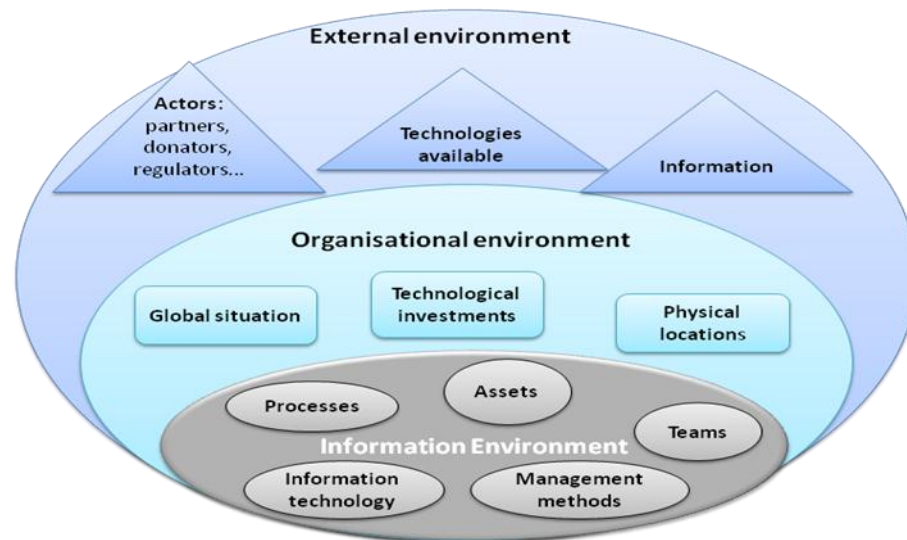 External environment
Actors:
partners,
donators,
regulators...
Technologies
available
Information
Organisational environment
Global situation
Technological
investments
Physical
locations
Processes
Assets
Teams
Information Environment
Information
technology
Management
methods